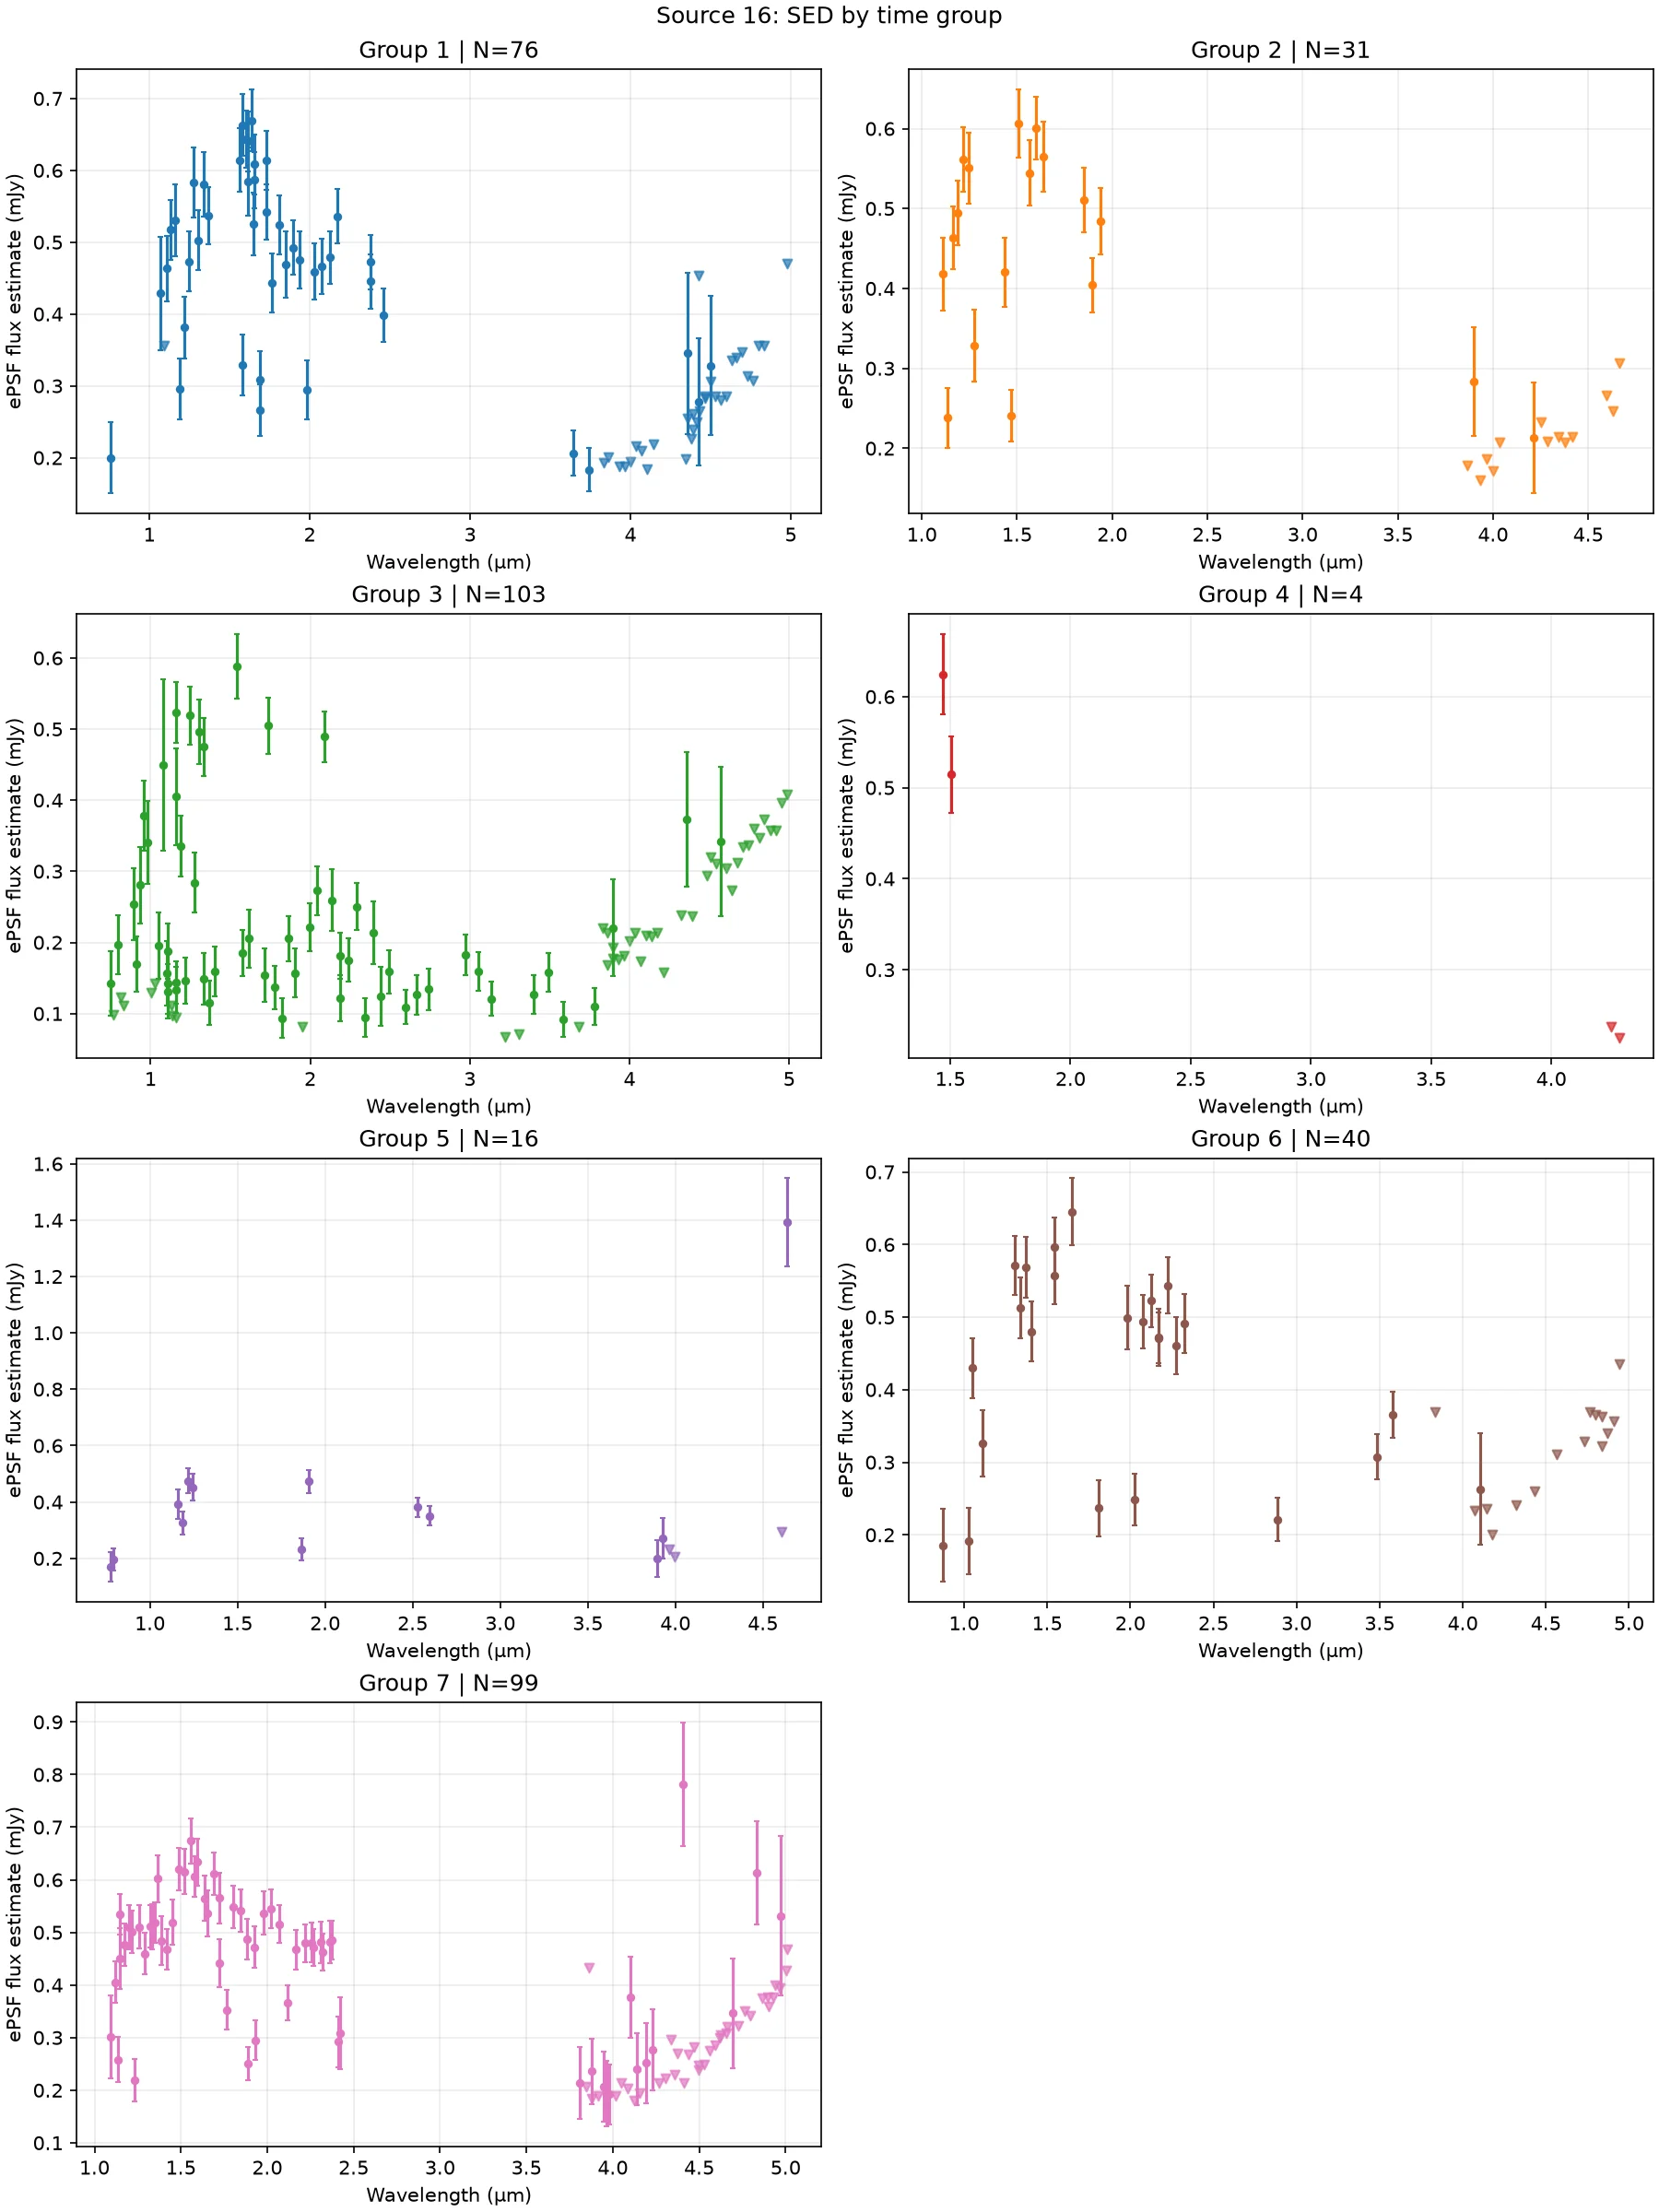 Source 16: SED by time group
Group 1 | N=76
ePSF flux estimate (mJy)
0.7
0.6
0.5
0.4
0.3
0.2
1 2 3 4 5
Wavelength (μm)
Group 2 | N=31
ePSF flux estimate (mJy)
0.6
0.5
0.4
0.3
0.2
1.0 1.5 2.0 2.5 3.0 3.5 4.0 4.5
Wavelength (μm)
Group 3 | N=103
ePSF flux estimate (mJy)
0.6
0.5
0.4
0.3
0.2
0.1
1 2 3 4 5
Wavelength (μm)
Group 4 | N=4
ePSF flux estimate (mJy)
0.6
0.5
0.4
0.3
1.5 2.0 2.5 3.0 3.5 4.0
Wavelength (μm)
Group 5 | N=16
ePSF flux estimate (mJy)
1.6
1.4
1.2
1.0
0.8
0.6
0.4
0.2
1.0 1.5 2.0 2.5 3.0 3.5 4.0 4.5
Wavelength (μm)
Group 6 | N=40
ePSF flux estimate (mJy)
0.7
0.6
0.5
0.4
0.3
0.2
1.0 1.5 2.0 2.5 3.0 3.5 4.0 4.5 5.0
Wavelength (μm)
Group 7 | N=99
ePSF flux estimate (mJy)
0.9
0.8
0.7
0.6
0.5
0.4
0.3
0.2
0.1
1.0 1.5 2.0 2.5 3.0 3.5 4.0 4.5 5.0
Wavelength (μm)